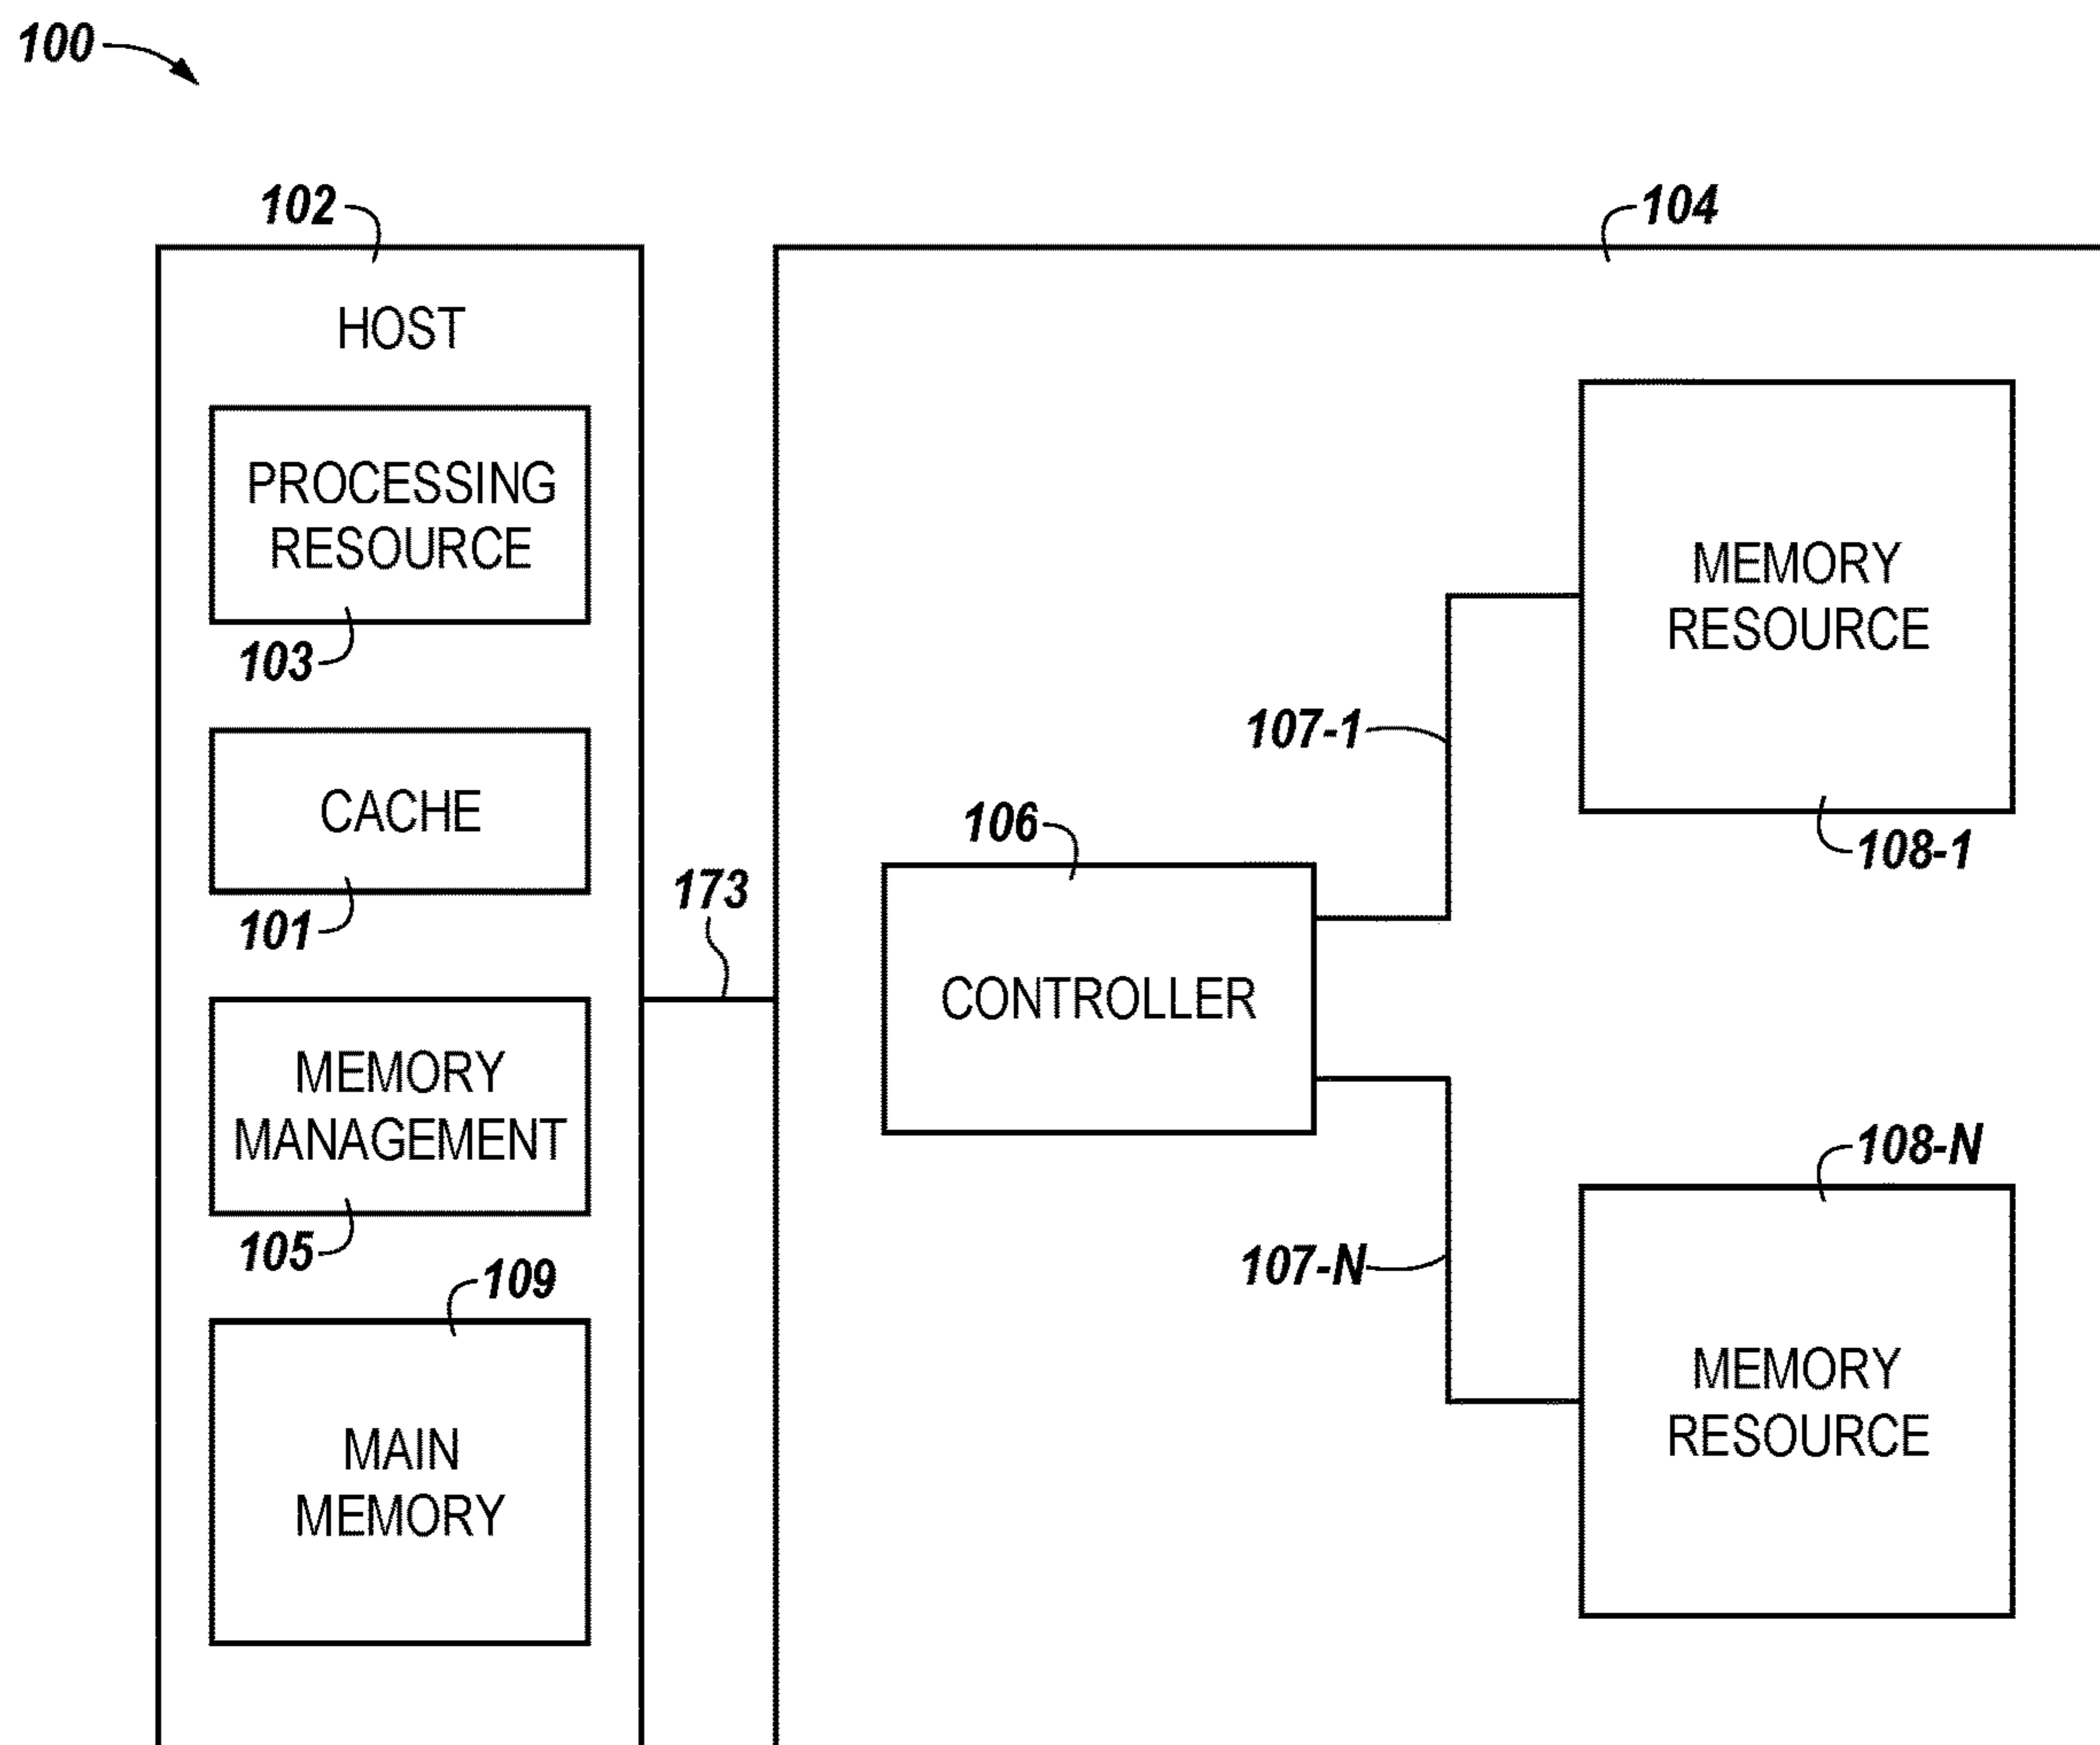 100
102
HOST
PROCESSING
RESOURCE
103
CACHE
101
MEMORY
MANAGEMENT
105
109
MAIN
MEMORY
173
104
106
CONTROLLER
107-1
MEMORY
RESOURCE
108-1
107-N
108-N
MEMORY
RESOURCE